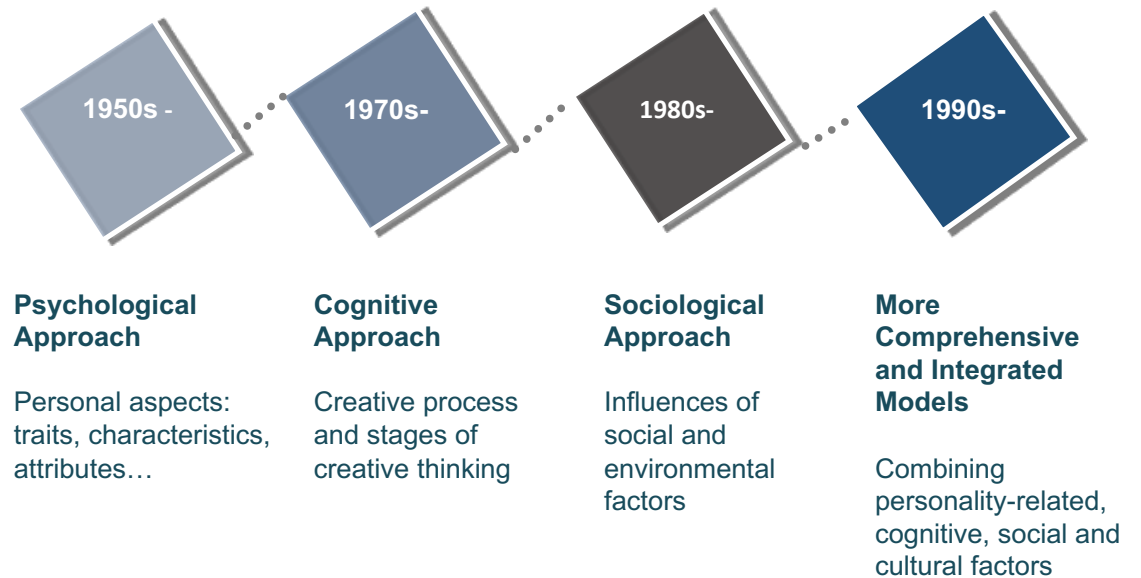 1950s -
1970s-
1980s-
1990s-
Psychological
Approach
Personal aspects:
traits, characteristics,
attributes…
Cognitive
Approach
Creative process
and stages of
creative thinking
Sociological
Approach
Influences of
social and
environmental
factors
More
Comprehensive
and Integrated
Models
Combining
personality-related,
cognitive, social and
cultural factors